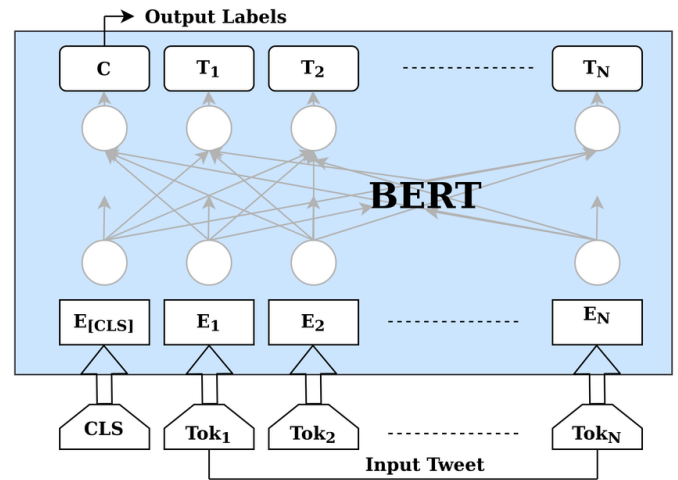 Output Labels
C T1 T2 TN
BERT
E[CLS] E1 E2 EN
CLS Tok1 Tok2 TokN
Input Tweet